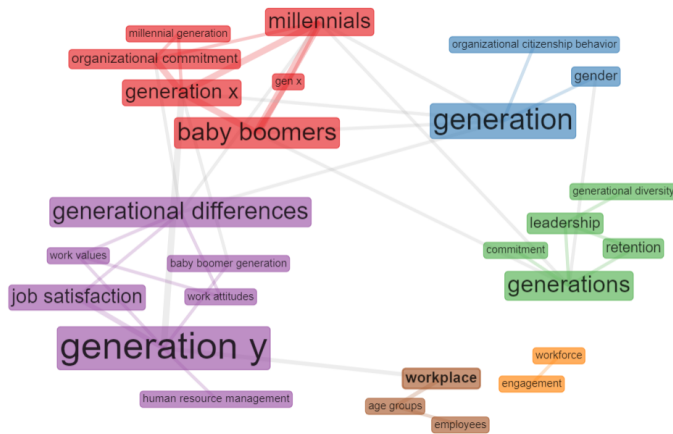 millennials
millennial generation
organizational commitment
gen x
generation x
baby boomers
organizational citizenship behavior
gender
generation
generational diversity
leadership
commitment
retention
generations
generational differences
work values
baby boomer generation
job satisfaction
work attitudes
generation y
human resource management
workplace
age groups
employees
workforce
engagement